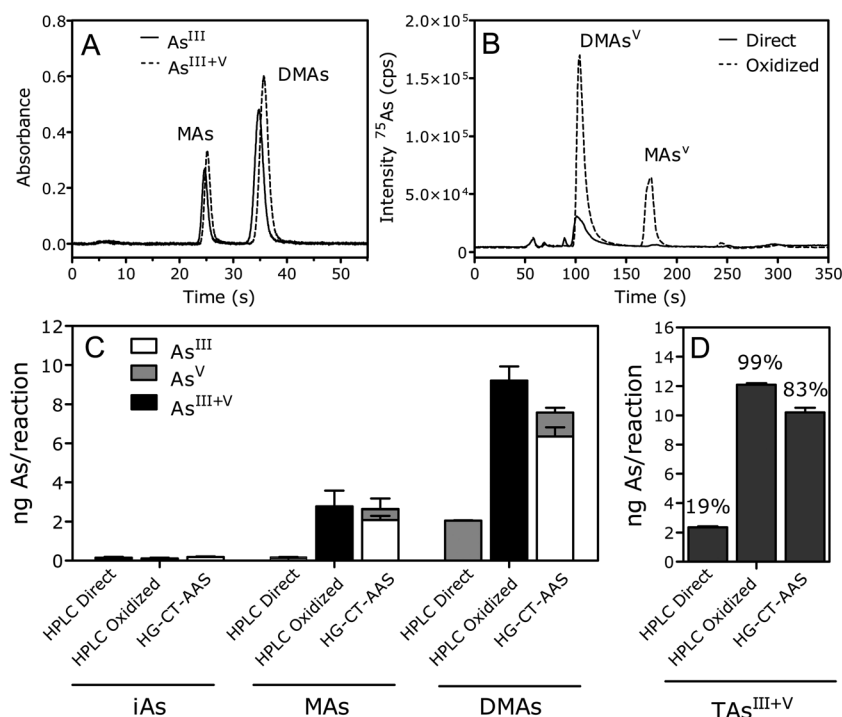 A
As^III
As^III+V
MAs
DMAs
Absorbance
0.8
0.6
0.4
0.2
0.0
0 10 20 30 40 50
Time (s)
B
DMAs^V
MAs^V
Direct
Oxidized
Intensity ^75As (cps)
2.0×10^5
1.5×10^5
1.0×10^5
5.0×10^4
0
0 50 100 150 200 250 300 350
Time (s)
C
As^III
As^V
As^III+V
ng As/reaction
12
10
8
6
4
2
0
HPLC Direct
HPLC Oxidized
HG-CT-AAS
HPLC Direct
HPLC Oxidized
HG-CT-AAS
HPLC Direct
HPLC Oxidized
HG-CT-AAS
iAs MAs DMAs
D
19%
99%
83%
ng As/reaction
16
14
12
10
8
6
4
2
0
HPLC Direct
HPLC Oxidized
HG-CT-AAS
TAs^III+V